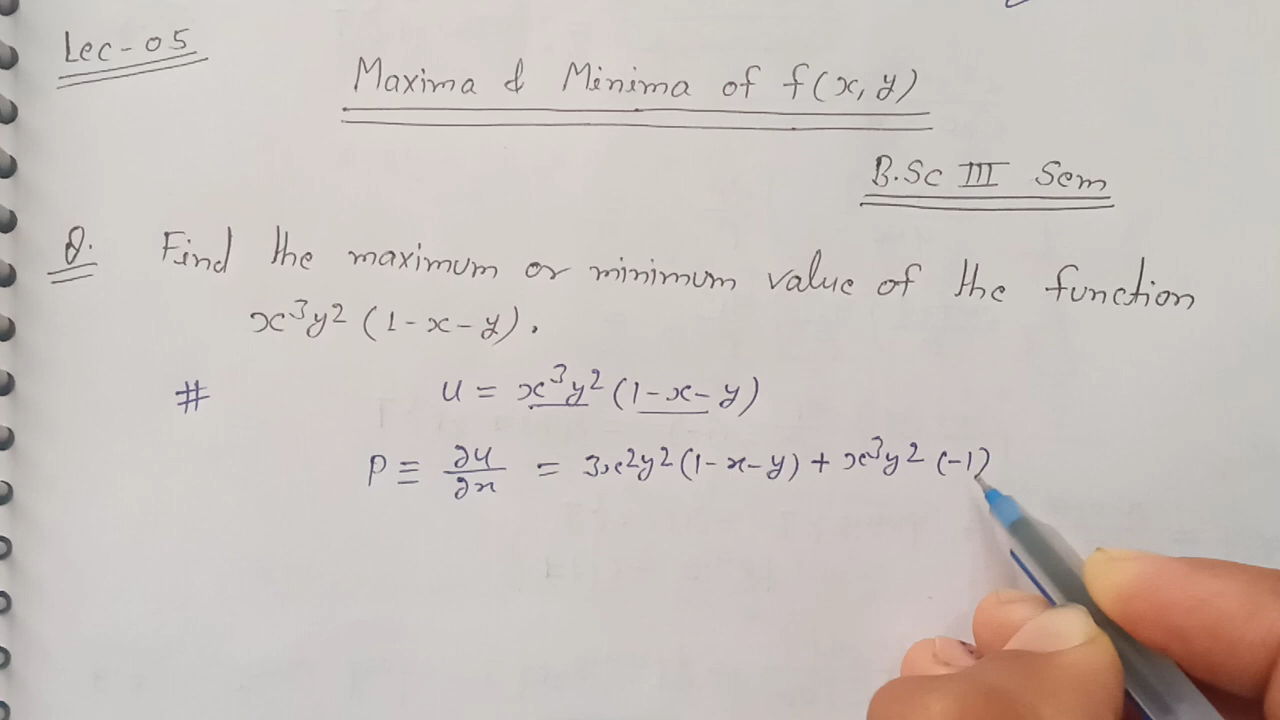 Lec-05
Maxima & Minima of f(x,y)
B.Sc III Sem
Q. Find the maximum or minimum value of the function
x³y² (1-x-y).
# u = x³y² (1-x-y)
P ≡ ∂u/∂x = 3x²y² (1-x-y) + x³y² (-1)